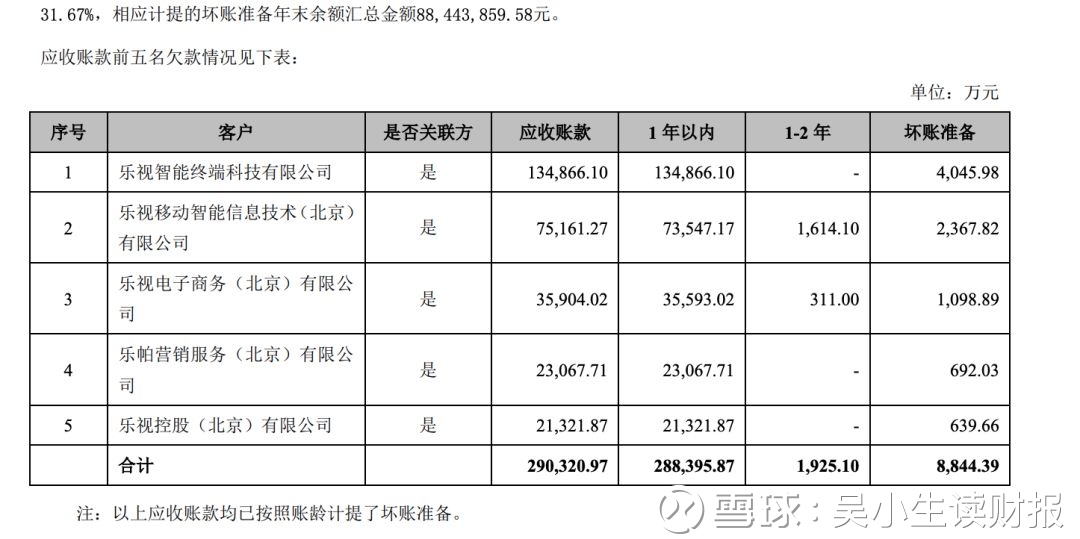 31.67%，相应计提的坏账准备年末余额汇总金额88,443,859.58元。
应收账款前五名欠款情况见下表：
单位：万元
序号 客户 是否关联方 应收账款 1年以内 1-2年 坏账准备
1 乐视智能终端科技有限公司 是 134,866.10 134,866.10 - 4,045.98
2 乐视移动智能信息技术（北京）有限公司 是 75,161.27 73,547.17 1,614.10 2,367.82
3 乐视电子商务（北京）有限公司 是 35,904.02 35,593.02 311.00 1,098.89
4 乐帕营销服务（北京）有限公司 是 23,067.71 23,067.71 - 692.03
5 乐视控股（北京）有限公司 是 21,321.87 21,321.87 - 639.66
合计 290,320.97 288,395.87 1,925.10 8,844.39
注：以上应收账款均已按照账龄计提了坏账准备。
雪球：吴小生读财报